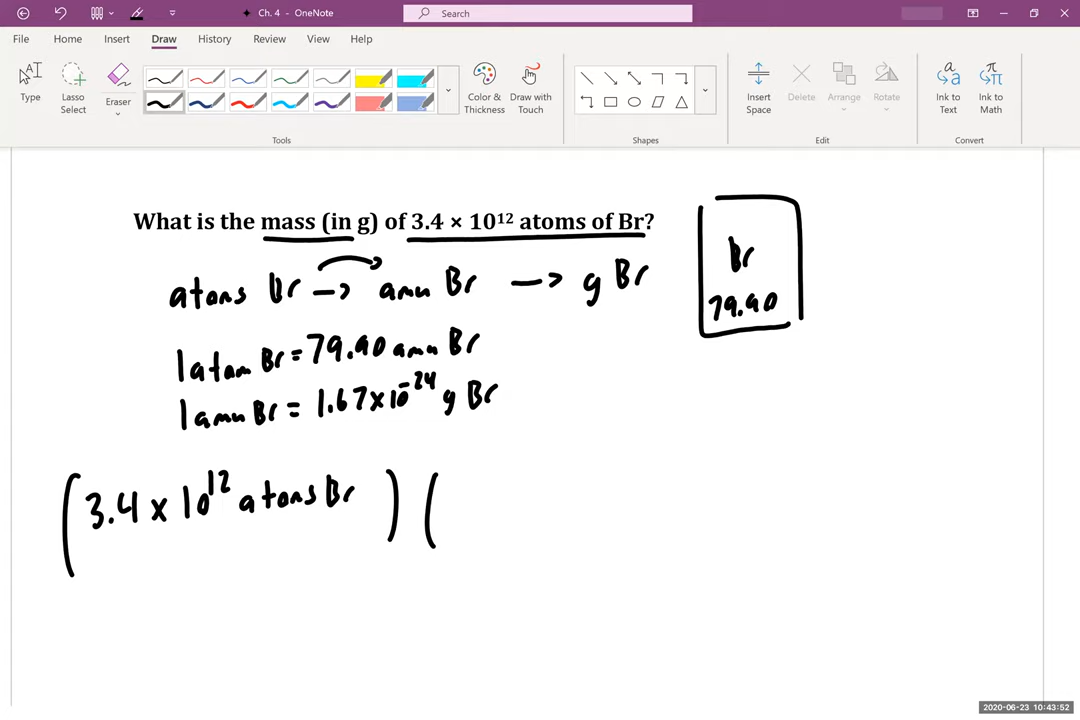 Ch. 4 - OneNote
Search
File Home Insert Draw History Review View Help
Type
Lasso Select
Eraser
Color & Thickness
Draw with Touch
Insert Space
Delete
Arrange
Rotate
Ink to Text
Ink to Math
Tools
Shapes
Edit
Convert
What is the mass (in g) of 3.4 × 10¹² atoms of Br?
Br
79.90
atoms Br → amu Br → g Br
1 atom Br = 79.90 amu Br
1 amu Br = 1.67 x 10⁻²⁴ g Br
(3.4 x 10¹² atoms Br) (
2020-06-23 10:43:52